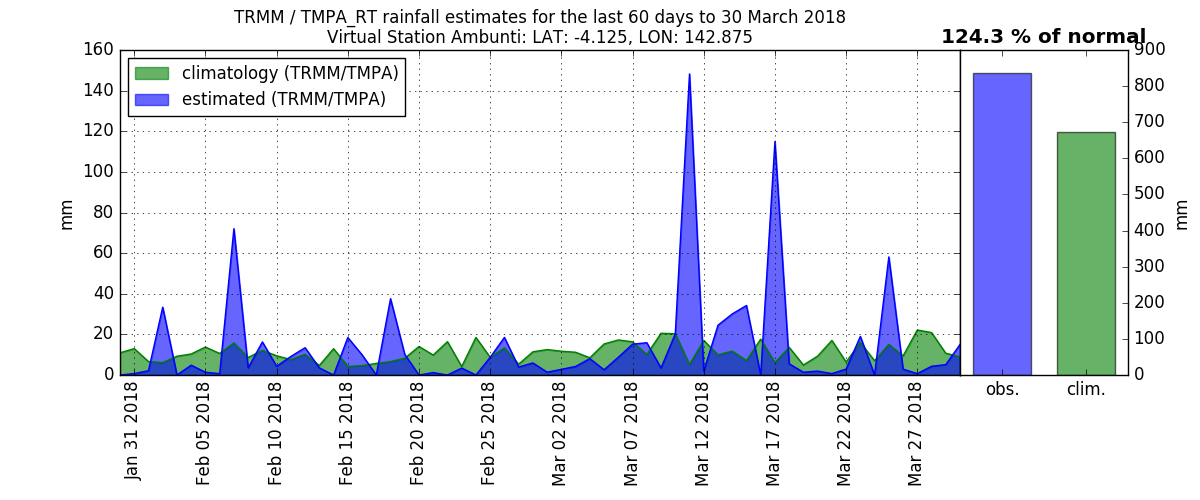 TRMM / TMPA_RT rainfall estimates for the last 60 days to 30 March 2018
Virtual Station Ambunti: LAT: -4.125, LON: 142.875
124.3 % of normal
climatology (TRMM/TMPA)
estimated (TRMM/TMPA)
160
140
120
100
80
60
40
20
0
mm
Jan 31 2018
Feb 05 2018
Feb 10 2018
Feb 15 2018
Feb 20 2018
Feb 25 2018
Mar 02 2018
Mar 07 2018
Mar 12 2018
Mar 17 2018
Mar 22 2018
Mar 27 2018
900
800
700
600
500
400
300
200
100
0
mm
obs.
clim.